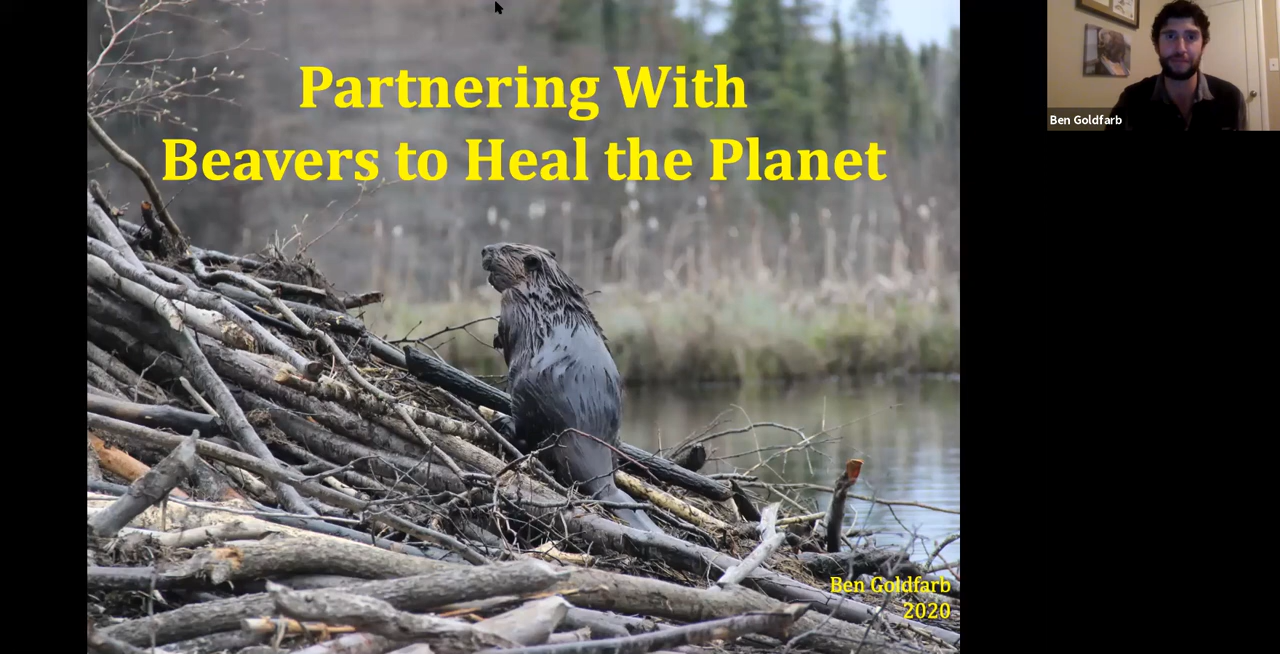 Partnering With
Beavers to Heal the Planet
Ben Goldfarb
2020
Ben Goldfarb